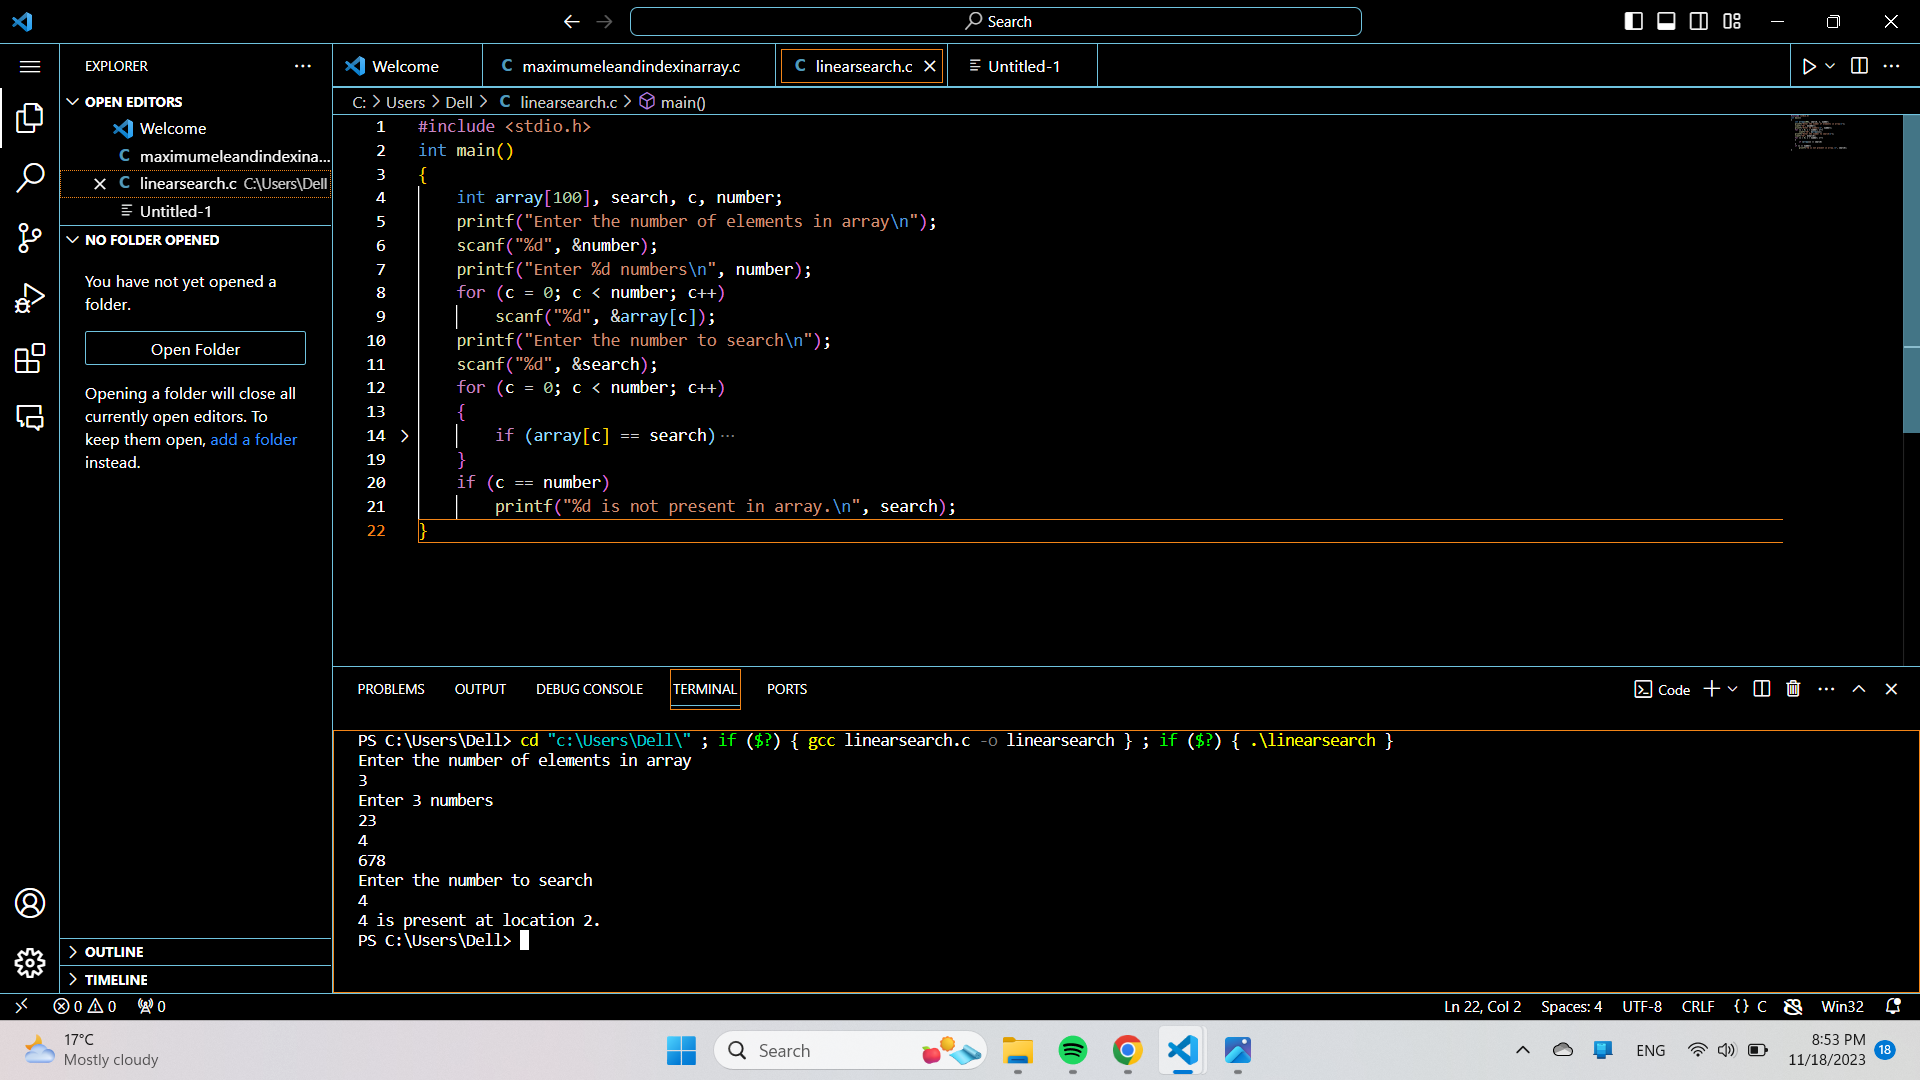 Search
EXPLORER
Welcome
maximumeleandindexinarray.c
linearsearch.c
Untitled-1
OPEN EDITORS
Welcome
maximumeleandindexina...
linearsearch.c C:\Users\Dell
Untitled-1
NO FOLDER OPENED
You have not yet opened a
folder.
Open Folder
Opening a folder will close all
currently open editors. To
keep them open, add a folder
instead.
OUTLINE
TIMELINE
C: > Users > Dell > C linearsearch.c > main()
1 #include <stdio.h>
2 int main()
3 {
4 int array[100], search, c, number;
5 printf("Enter the number of elements in array\n");
6 scanf("%d", &number);
7 printf("Enter %d numbers\n", number);
8 for (c = 0; c < number; c++)
9 scanf("%d", &array[c]);
10 printf("Enter the number to search\n");
11 scanf("%d", &search);
12 for (c = 0; c < number; c++)
13 {
14 if (array[c] == search) ...
19 }
20 if (c == number)
21 printf("%d is not present in array.\n", search);
22 }
PROBLEMS OUTPUT DEBUG CONSOLE TERMINAL PORTS
Code
PS C:\Users\Dell> cd "c:\Users\Dell\" ; if ($?) { gcc linearsearch.c -o linearsearch } ; if ($?) { .\linearsearch }
Enter the number of elements in array
3
Enter 3 numbers
23
4
678
Enter the number to search
4
4 is present at location 2.
PS C:\Users\Dell>
0 0 0
Ln 22, Col 2 Spaces: 4 UTF-8 CRLF {} C Win32
17°C
Mostly cloudy
Search
ENG
8:53 PM
11/18/2023
18